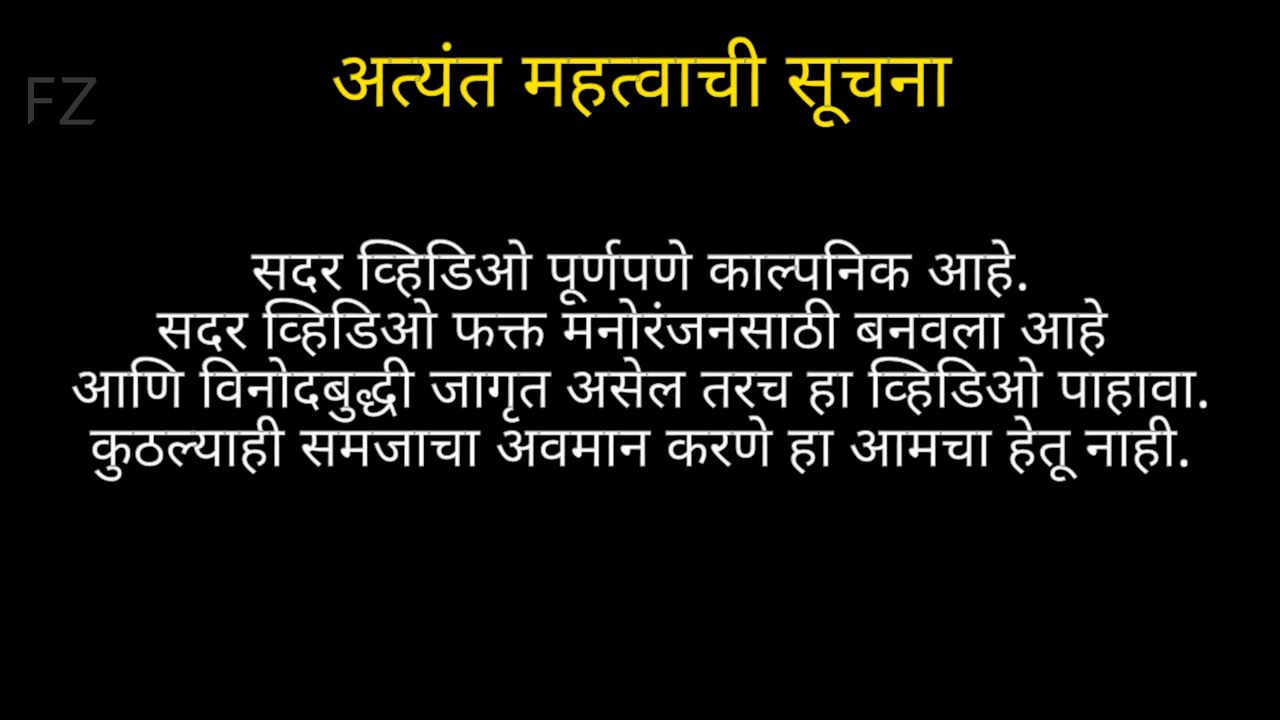 अत्यंत महत्वाची सूचना
FZ
सदर व्हिडिओ पूर्णपणे काल्पनिक आहे.
सदर व्हिडिओ फक्त मनोरंजनसाठी बनवला आहे
आणि विनोदबुद्धी जागृत असेल तरच हा व्हिडिओ पाहावा.
कुठल्याही समजाचा अवमान करणे हा आमचा हेतू नाही.